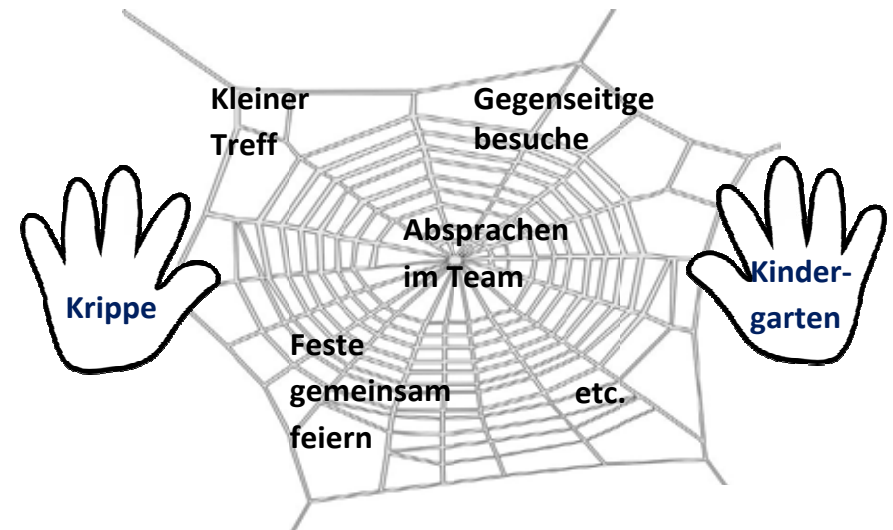 Kleiner
Treff
Gegenseitige
besuche
Absprachen
im Team
Krippe
Kinder-
garten
Feste
gemeinsam
feiern
etc.